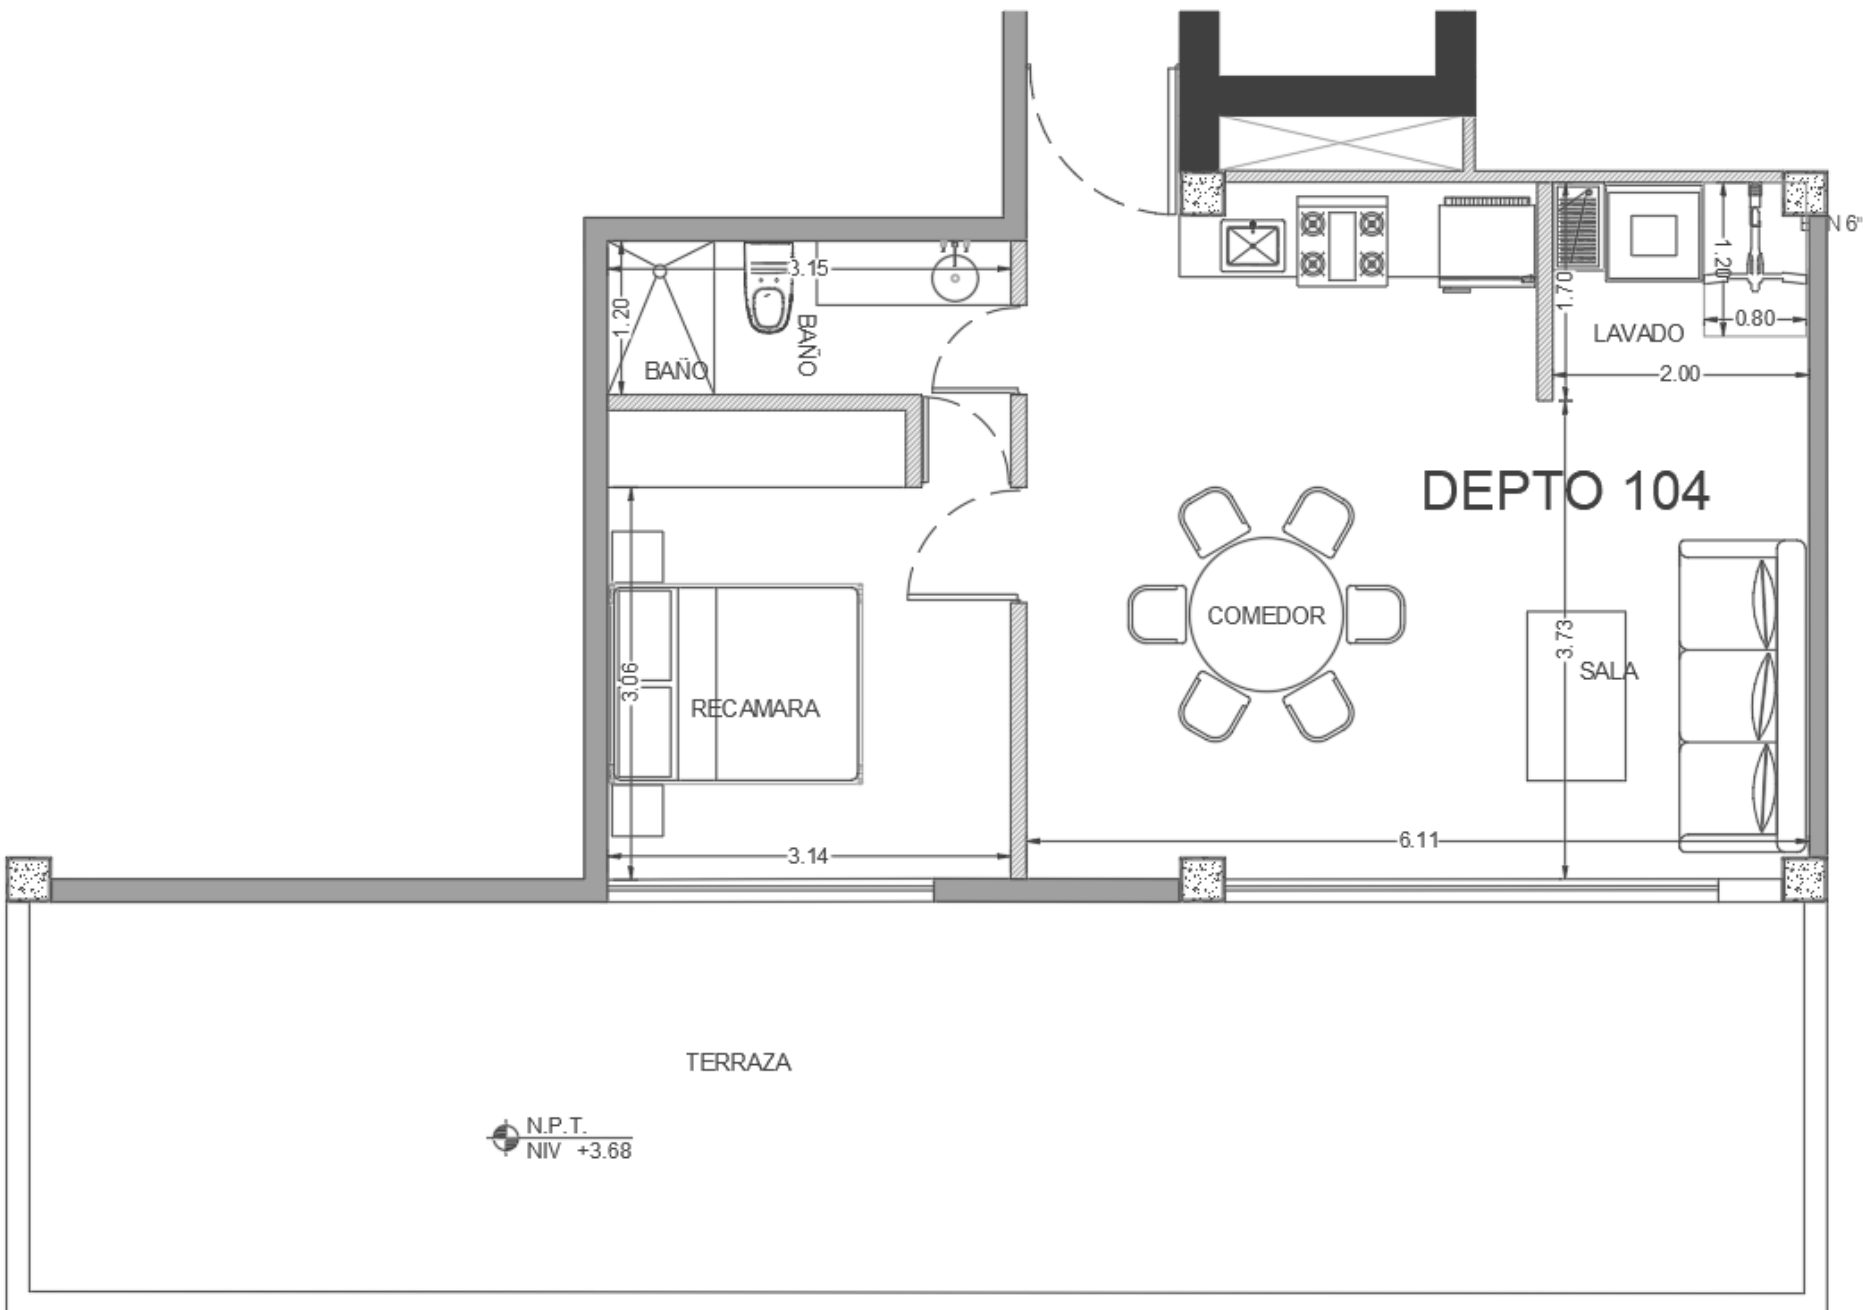 3.15
1.20
BAÑO
BAÑO
1.20
N 6"
1.70
0.80
LAVADO
2.00
DEPTO 104
COMEDOR
3.73
SALA
3.06
RECAMARA
6.11
3.14
TERRAZA
N.P.T.
NIV +3.68